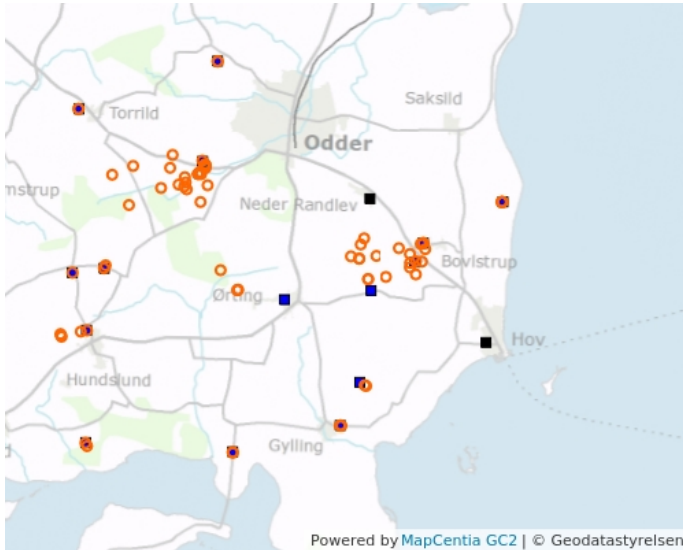 Torrild
Saksild
Odder
mstrup
Neder Randlev
Bovlstrup
Ørting
Hov
Hundslund
Gylling
d
Powered by MapCentia GC2 | © Geodatastyrelsen